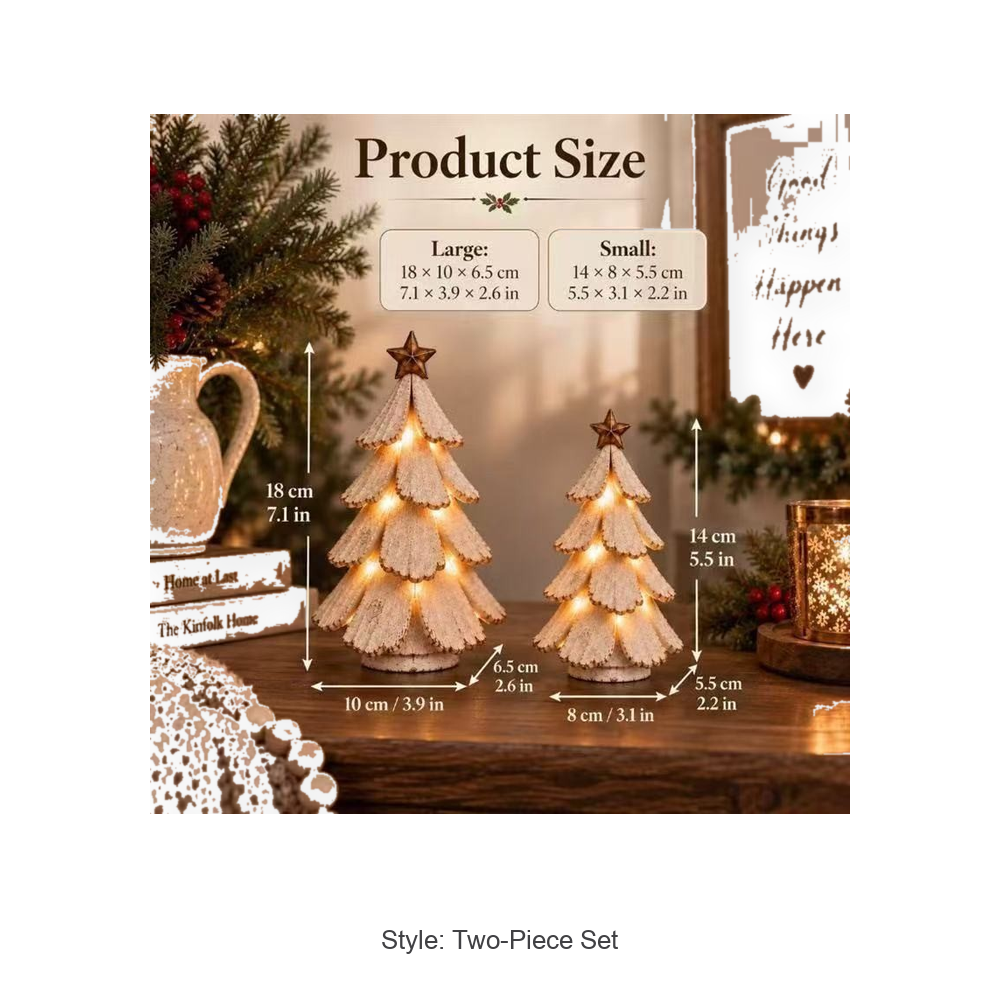 Product Size
Large:
18 × 10 × 6.5 cm
7.1 × 3.9 × 2.6 in
Small:
14 × 8 × 5.5 cm
5.5 × 3.1 × 2.2 in
Good
Things
Happen
Here
18 cm
7.1 in
14 cm
5.5 in
Home at Last
The Kinfolk Home
6.5 cm
2.6 in
10 cm / 3.9 in
5.5 cm
2.2 in
8 cm / 3.1 in
Style: Two-Piece Set